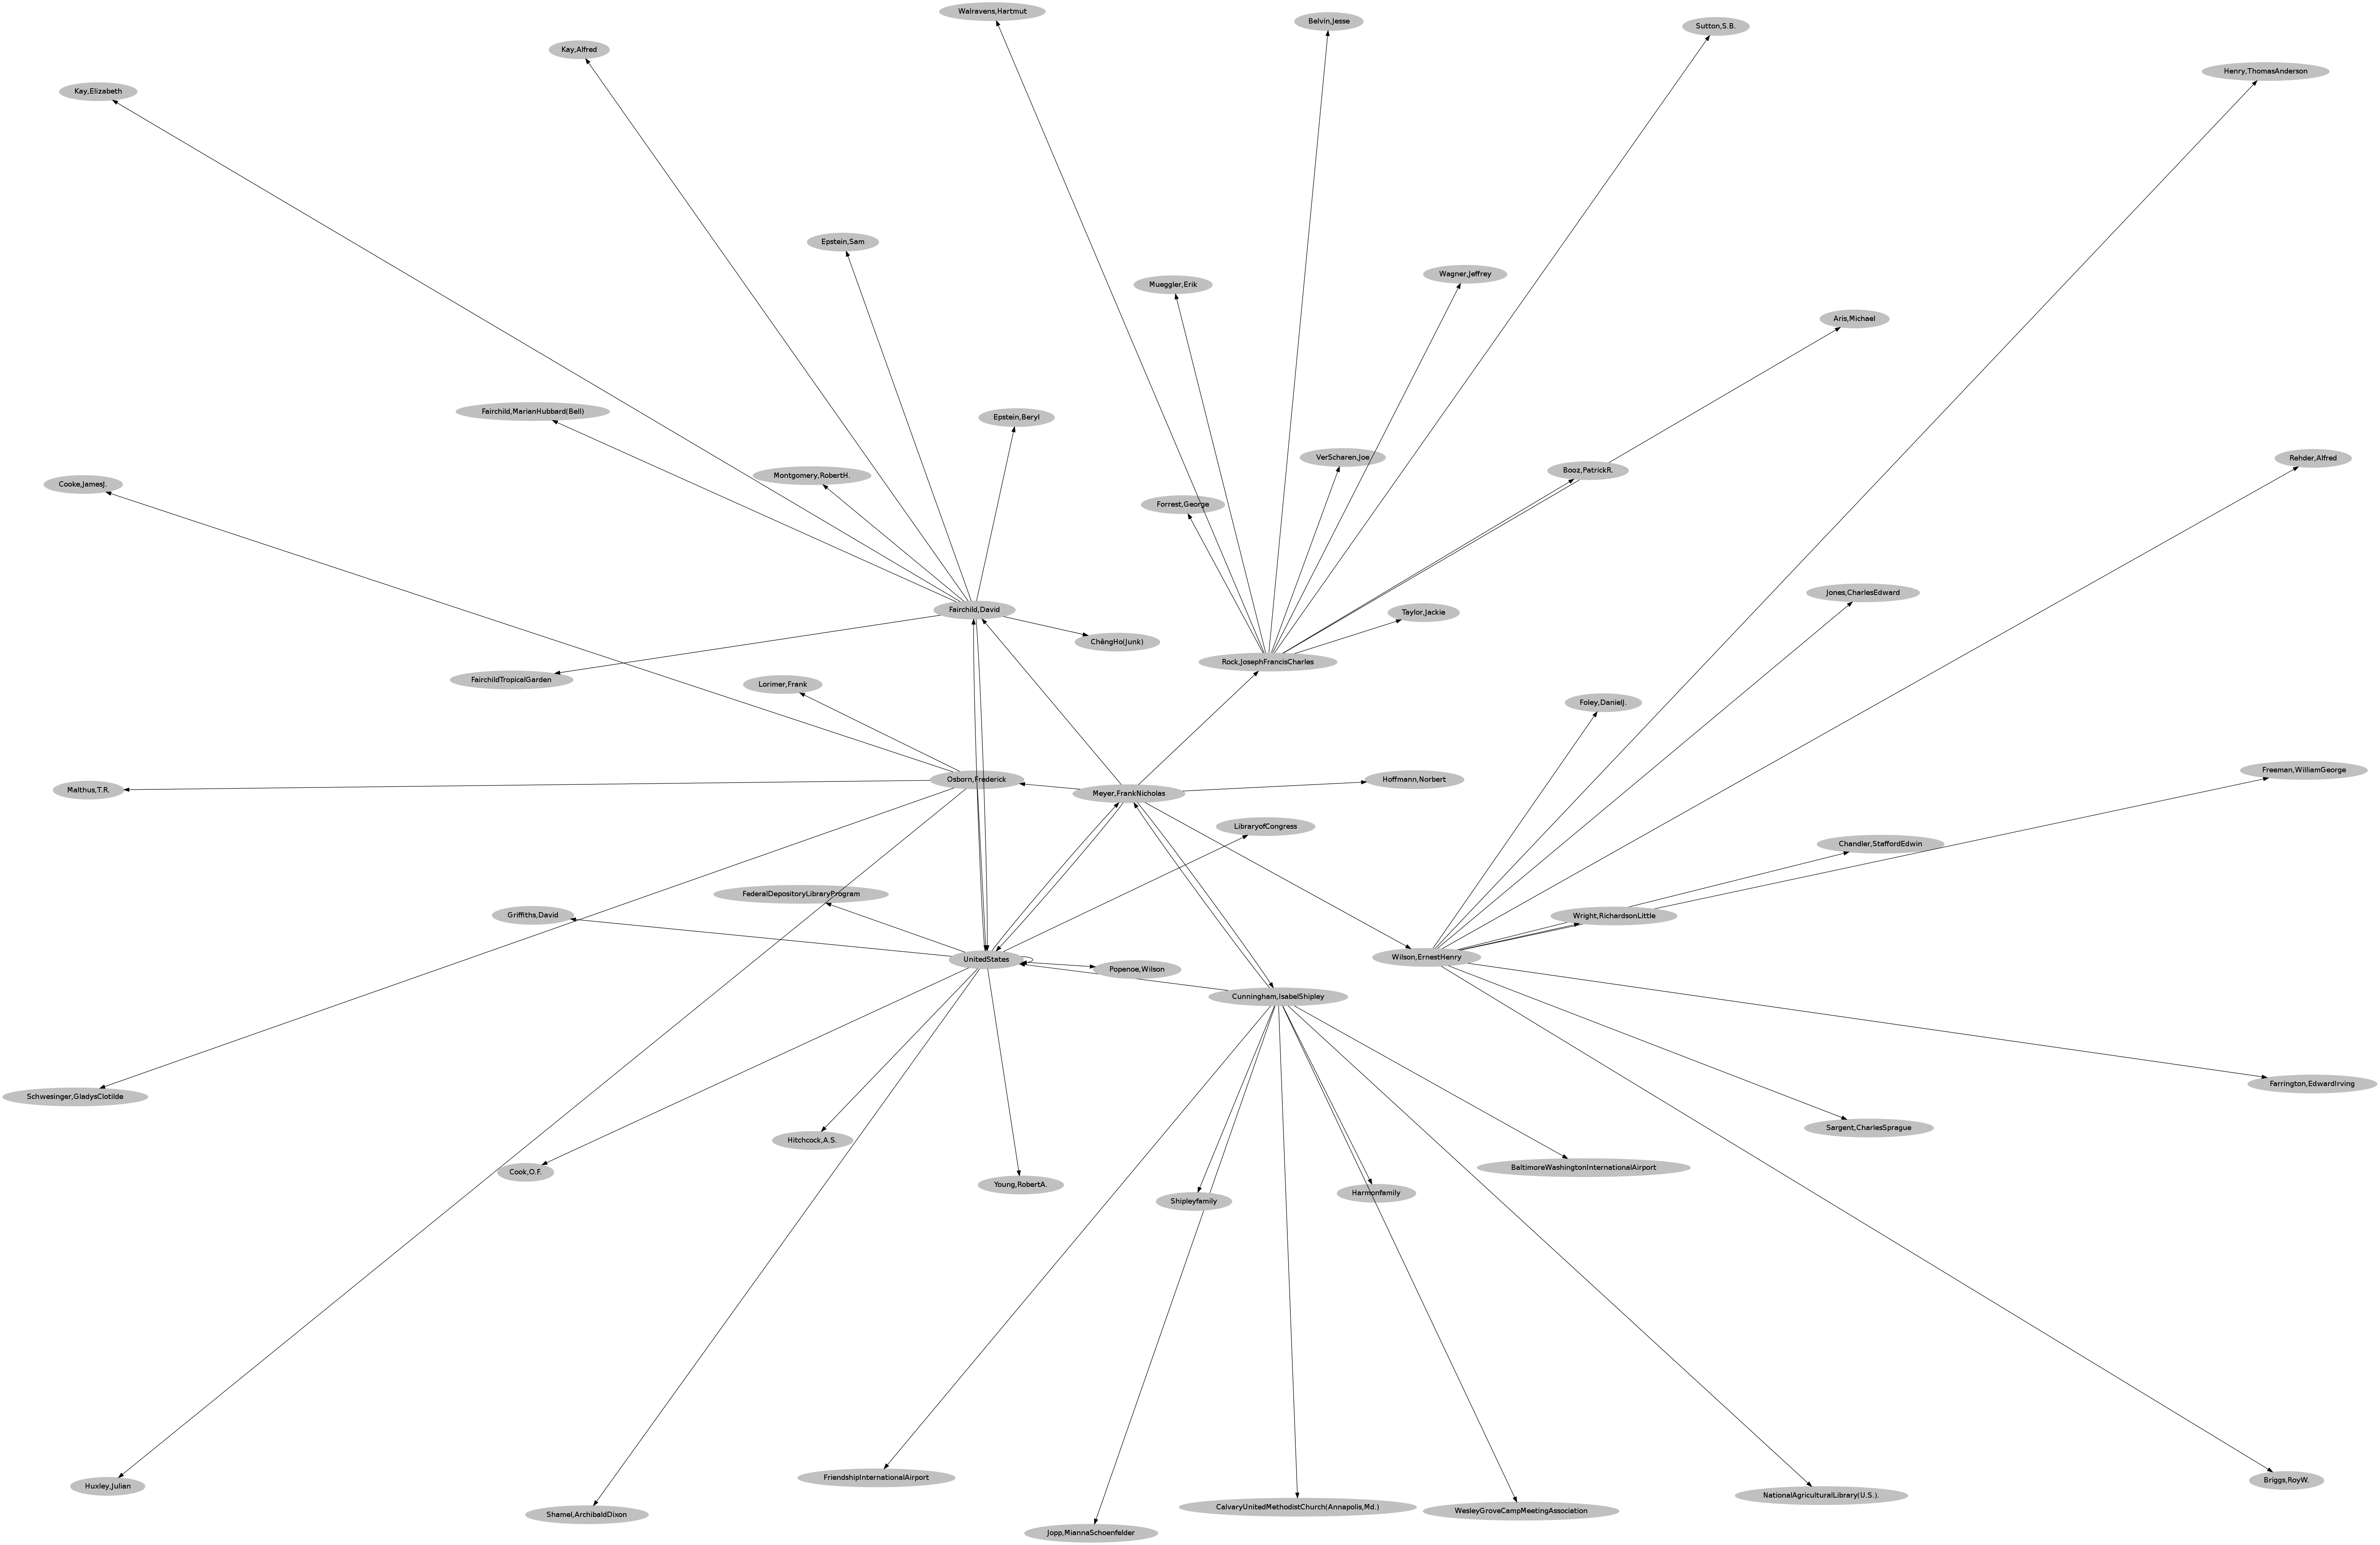 Walravens,Hartmut
Belvin,Jesse
Sutton,S.B.
Kay,Alfred
Henry,ThomasAnderson
Kay,Elizabeth
Epstein,Sam
Wagner,Jeffrey
Mueggler,Erik
Aris,Michael
Fairchild,MarianHubbard(Bell)
Epstein,Beryl
VerScharen,Joe
Rehder,Alfred
Booz,PatrickR.
Montgomery,RobertH.
Cooke,JamesJ.
Forrest,George
Jones,CharlesEdward
Fairchild,David
Taylor,Jackie
ChêngHo(Junk)
Rock,JosephFrancisCharles
FairchildTropicalGarden
Lorimer,Frank
Foley,DanielJ.
Freeman,WilliamGeorge
Osborn,Frederick
Hoffmann,Norbert
Malthus,T.R.
Meyer,FrankNicholas
LibraryofCongress
Chandler,StaffordEdwin
FederalDepositoryLibraryProgram
Griffiths,David
Wright,RichardsonLittle
Wilson,ErnestHenry
UnitedStates
Popenoe,Wilson
Cunningham,IsabelShipley
Farrington,EdwardIrving
Schwesinger,GladysClotilde
Sargent,CharlesSprague
Hitchcock,A.S.
BaltimoreWashingtonInternationalAirport
Cook,O.F.
Young,RobertA.
Harmonfamily
Shipleyfamily
FriendshipInternationalAirport
Briggs,RoyW.
Huxley,Julian
NationalAgriculturalLibrary(U.S.).
CalvaryUnitedMethodistChurch(Annapolis,Md.)
WesleyGroveCampMeetingAssociation
Shamel,ArchibaldDixon
Jopp,MiannaSchoenfelder